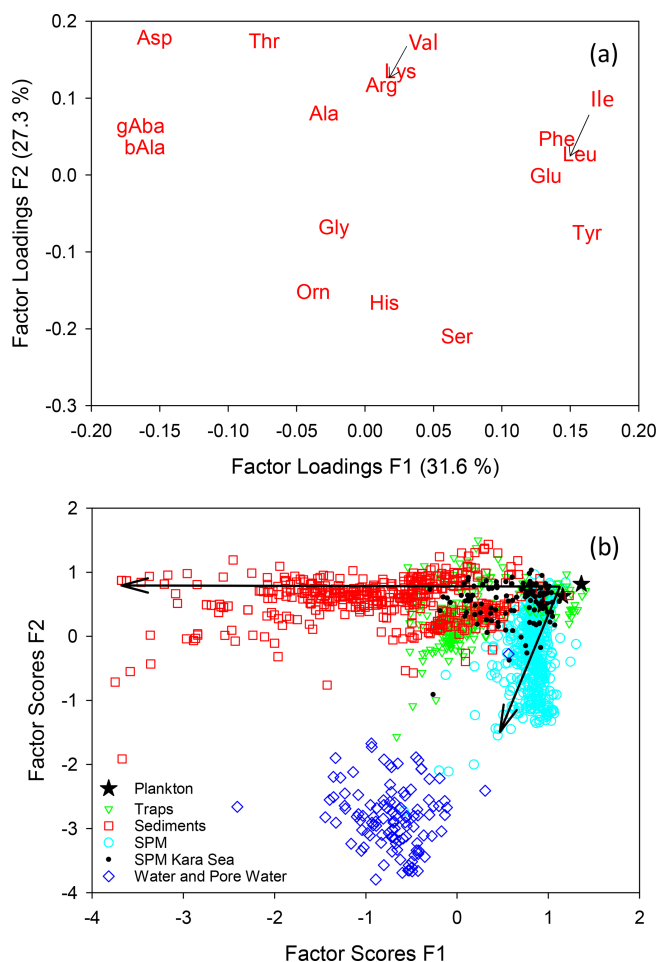 (a)
Factor Loadings F2 (27.3 %)
0.2
0.1
0.0
-0.1
-0.2
-0.3
Asp
Thr
Val
Lys
Arg
Ala
gAba
bAla
Ile
Phe
Leu
Glu
Gly
Tyr
Orn
His
Ser
-0.20 -0.15 -0.10 -0.05 0.00 0.05 0.10 0.15 0.20
Factor Loadings F1 (31.6 %)
(b)
Factor Scores F2
2
1
0
-1
-2
-3
-4
Plankton
Traps
Sediments
SPM
SPM Kara Sea
Water and Pore Water
-4 -3 -2 -1 0 1 2
Factor Scores F1